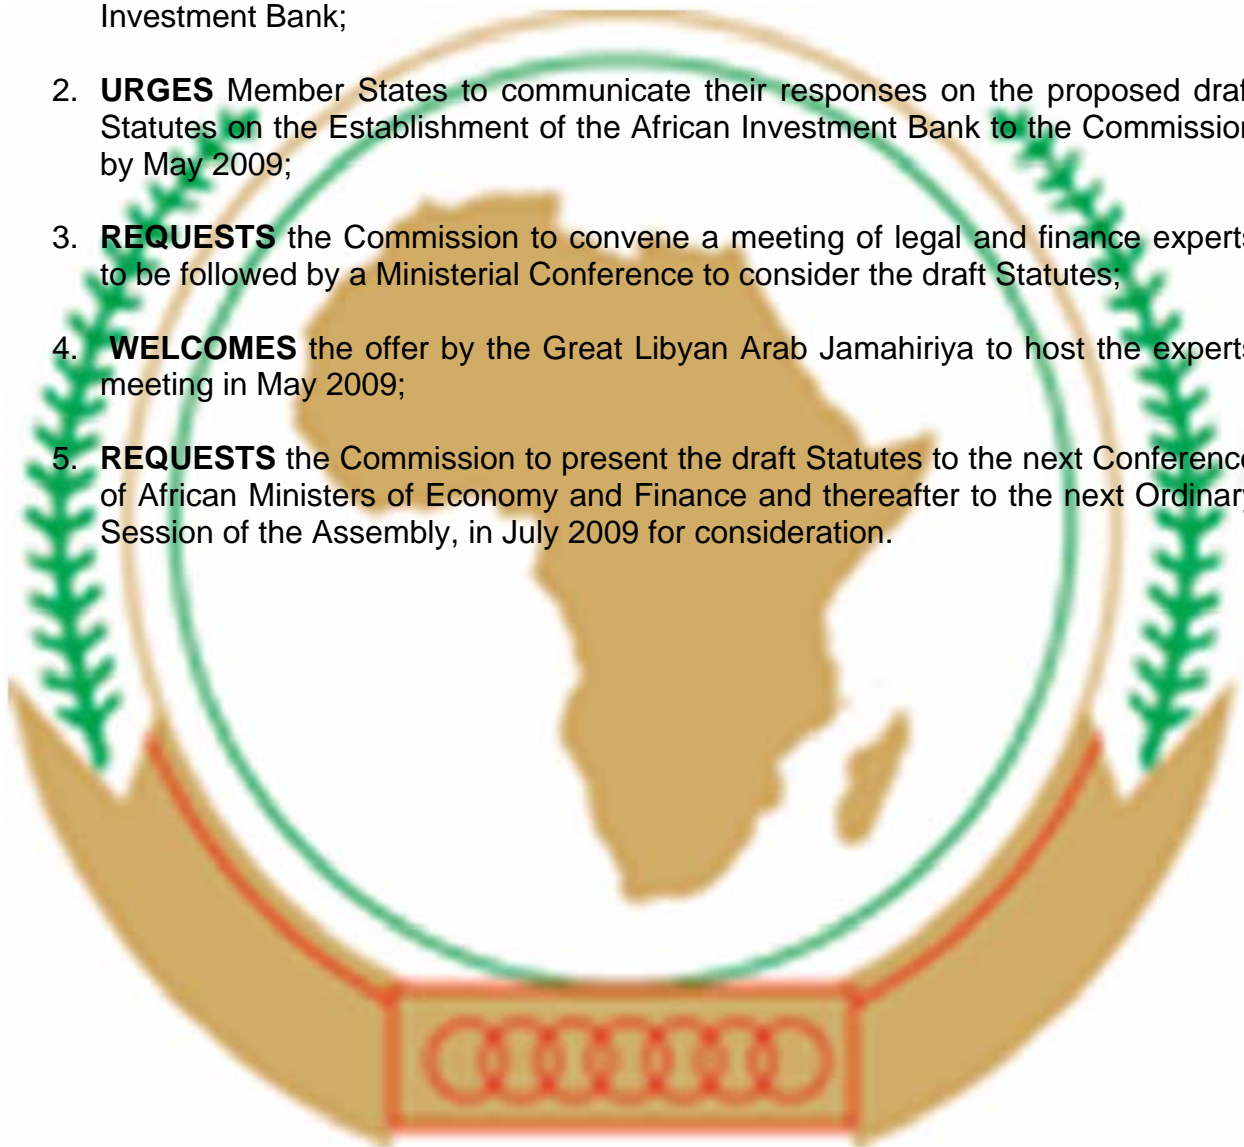 Investment Bank;
2. URGES Member States to communicate their responses on the proposed draf
Statutes on the Establishment of the African Investment Bank to the Commission
by May 2009;
3. REQUESTS the Commission to convene a meeting of legal and finance experts
to be followed by a Ministerial Conference to consider the draft Statutes;
4. WELCOMES the offer by the Great Libyan Arab Jamahiriya to host the experts
meeting in May 2009;
5. REQUESTS the Commission to present the draft Statutes to the next Conference
of African Ministers of Economy and Finance and thereafter to the next Ordinary
Session of the Assembly, in July 2009 for consideration.